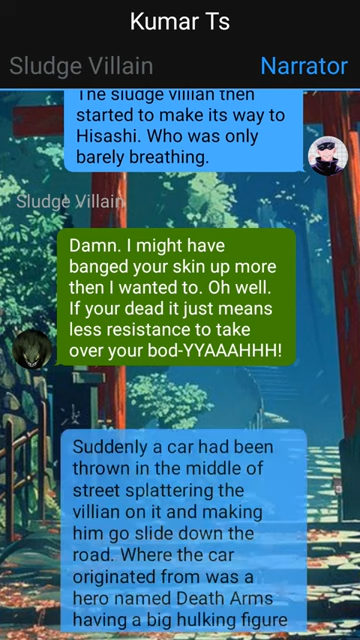 Kumar Ts
Sludge Villain
Narrator
The sludge villian then
started to make its way to
Hisashi. Who was only
barely breathing.
Sludge Villain
Damn. I might have
banged your skin up more
then I wanted to. Oh well.
If your dead it just means
less resistance to take
over your bod-YYAAAHHH!
Suddenly a car had been
thrown in the middle of
street splattering the
villian on it and making
him go slide down the
road. Where the car
originated from was a
hero named Death Arms
having a big hulking figure